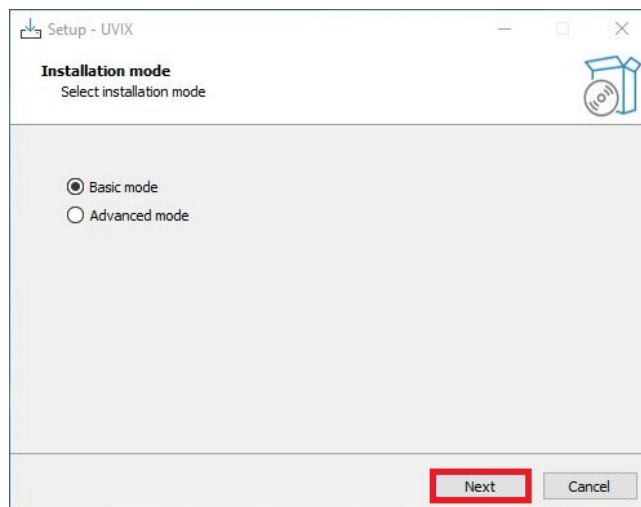 Setup - UVIX
Installation mode
Select installation mode
Basic mode
Advanced mode
Next
Cancel